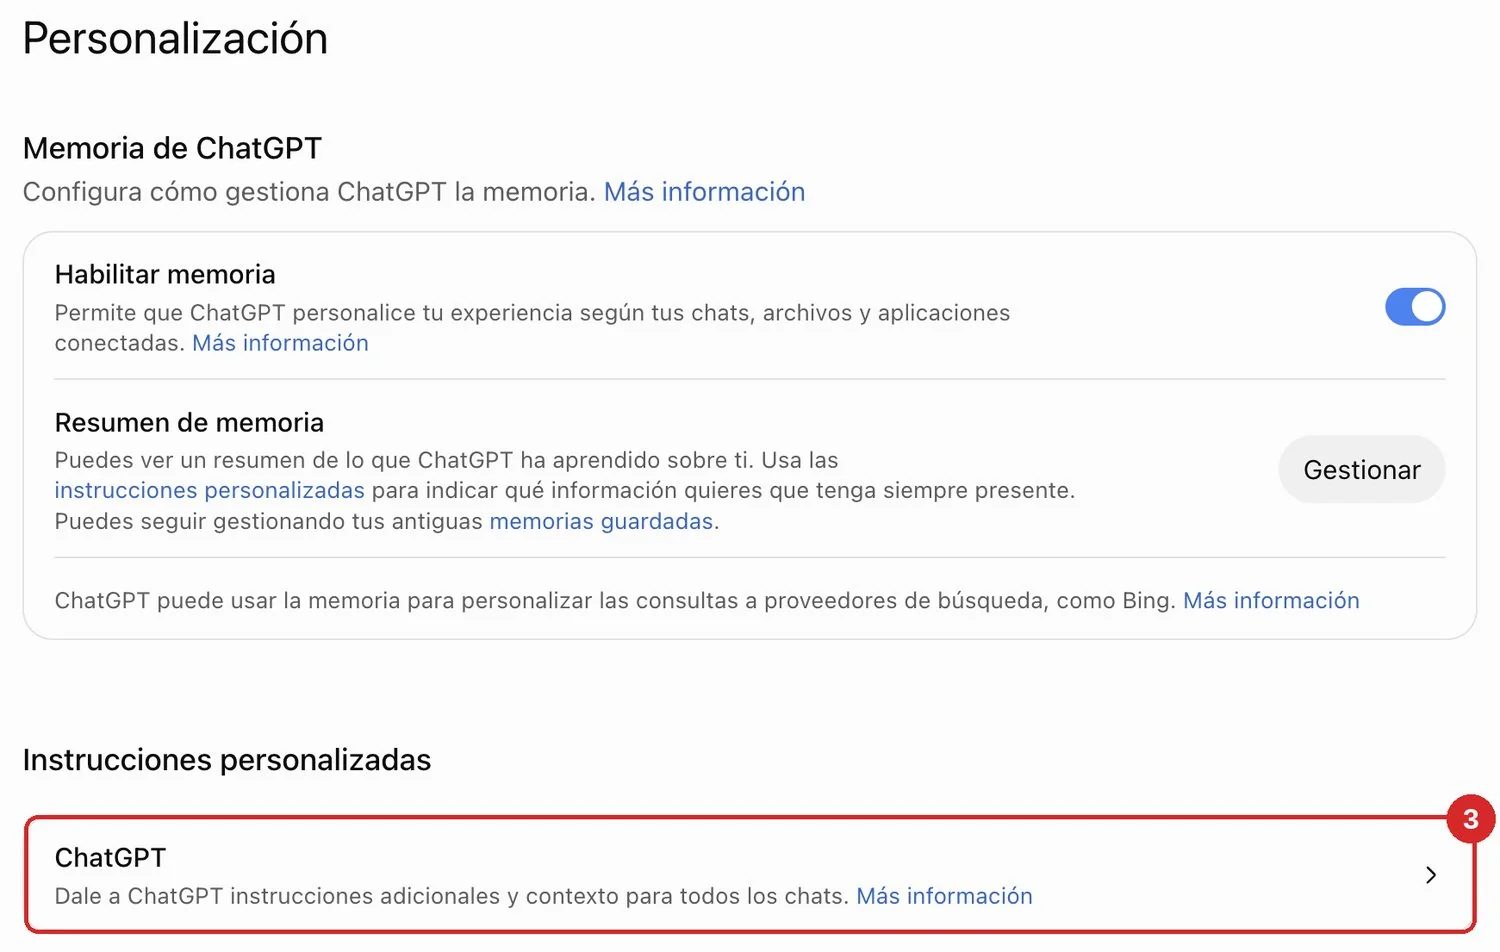 Personalización
Memoria de ChatGPT
Configura cómo gestiona ChatGPT la memoria. Más información
Habilitar memoria
Permite que ChatGPT personalice tu experiencia según tus chats, archivos y aplicaciones
conectadas. Más información
Resumen de memoria
Puedes ver un resumen de lo que ChatGPT ha aprendido sobre ti. Usa las
instrucciones personalizadas para indicar qué información quieres que tenga siempre presente.
Puedes seguir gestionando tus antiguas memorias guardadas.
Gestionar
ChatGPT puede usar la memoria para personalizar las consultas a proveedores de búsqueda, como Bing. Más información
Instrucciones personalizadas
3
ChatGPT
Dale a ChatGPT instrucciones adicionales y contexto para todos los chats. Más información